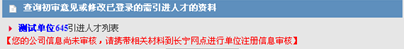 查询初审意见或修改已登录的需引进人才的资料
测试单位645引进人才列表
【您的公司信息尚未审核，请携带相关材料到长宁网点进行单位注册信息审核】